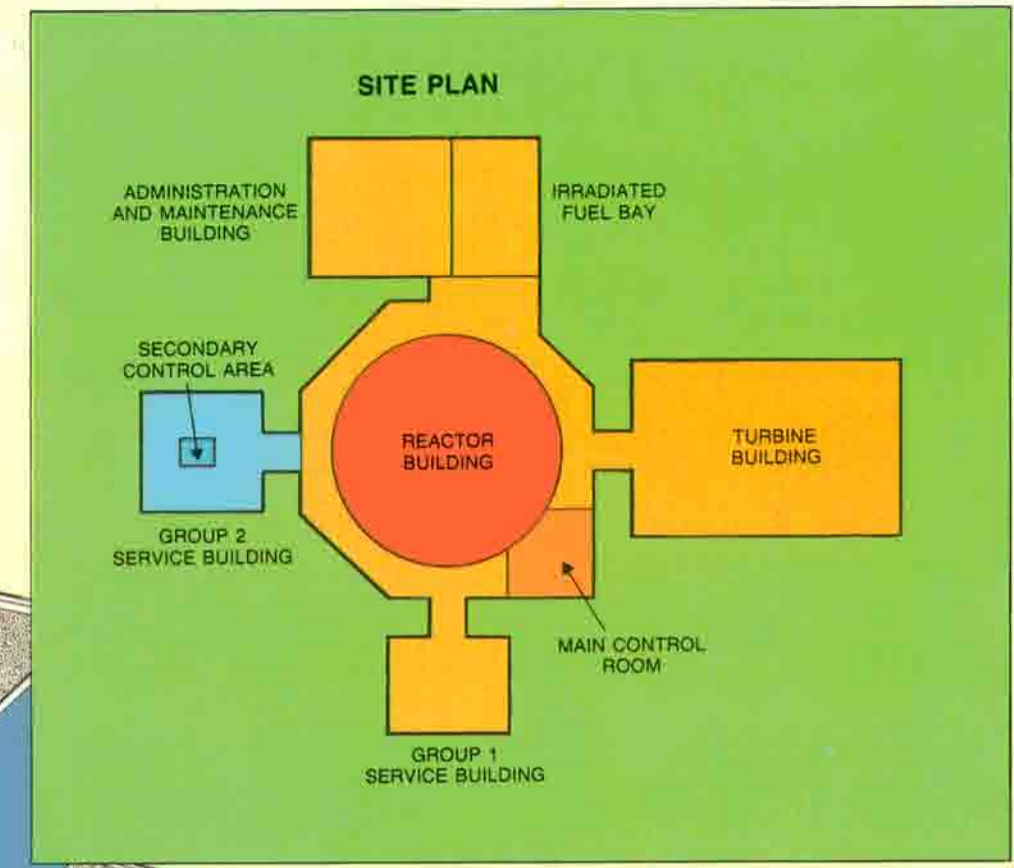 SITE PLAN
ADMINISTRATION
AND MAINTENANCE
BUILDING
IRRADIATED
FUEL BAY
SECONDARY
CONTROL AREA
REACTOR
BUILDING
TURBINE
BUILDING
GROUP 2
SERVICE BUILDING
MAIN CONTROL
ROOM
GROUP 1
SERVICE BUILDING